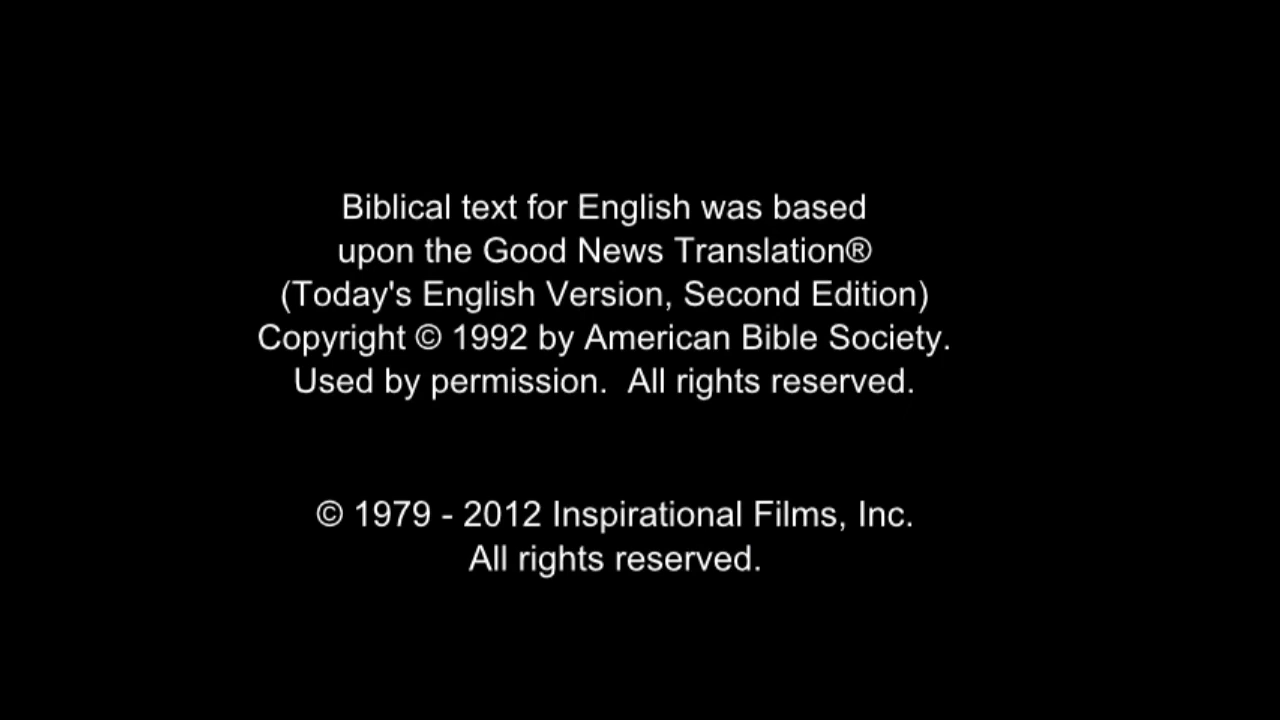 Biblical text for English was based
upon the Good News Translation®
(Today's English Version, Second Edition)
Copyright © 1992 by American Bible Society.
Used by permission.  All rights reserved.
© 1979 - 2012 Inspirational Films, Inc.
All rights reserved.